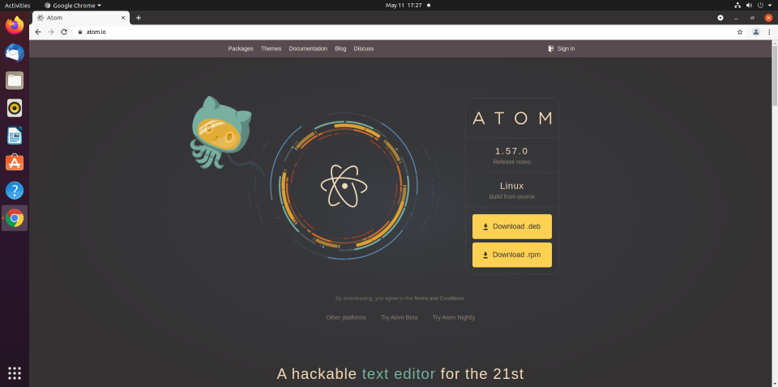 Activities
Google Chrome
May 11 17:27
Atom
atom.io
Packages Themes Documentation Blog Discuss
Sign in
ATOM
1.57.0
Release notes
Linux
Build from source
Download .deb
Download .rpm
By downloading, you agree to the Terms and Conditions.
Other platforms Try Atom Beta Try Atom Nightly
A hackable text editor for the 21st